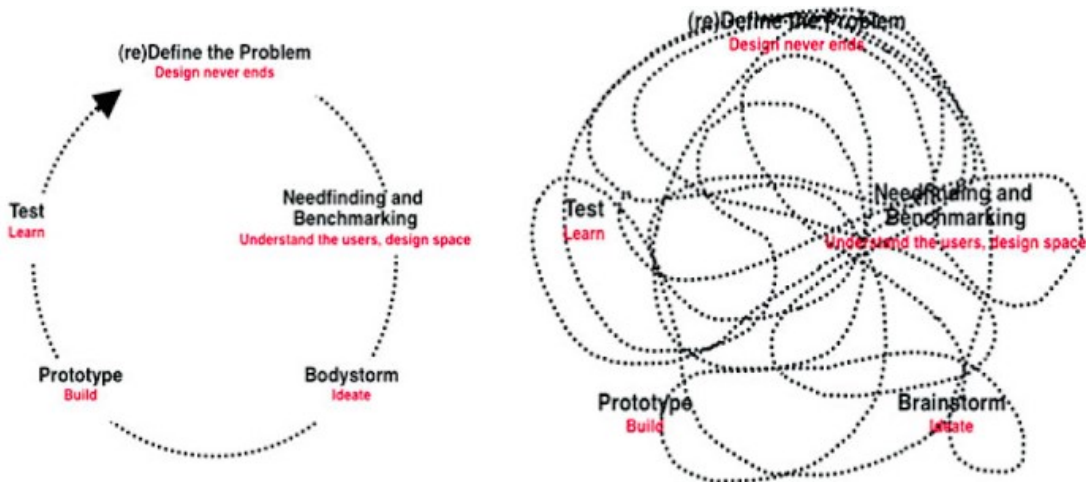 (re)Define the Problem
Design never ends
Needfinding and
Benchmarking
Understand the users, design space
Bodystorm
Ideate
Prototype
Build
Test
Learn
(re)Define the Problem
Design never ends
Needfinding and
Benchmarking
Understand the users, design space
Brainstorm
Ideate
Prototype
Build
Test
Learn